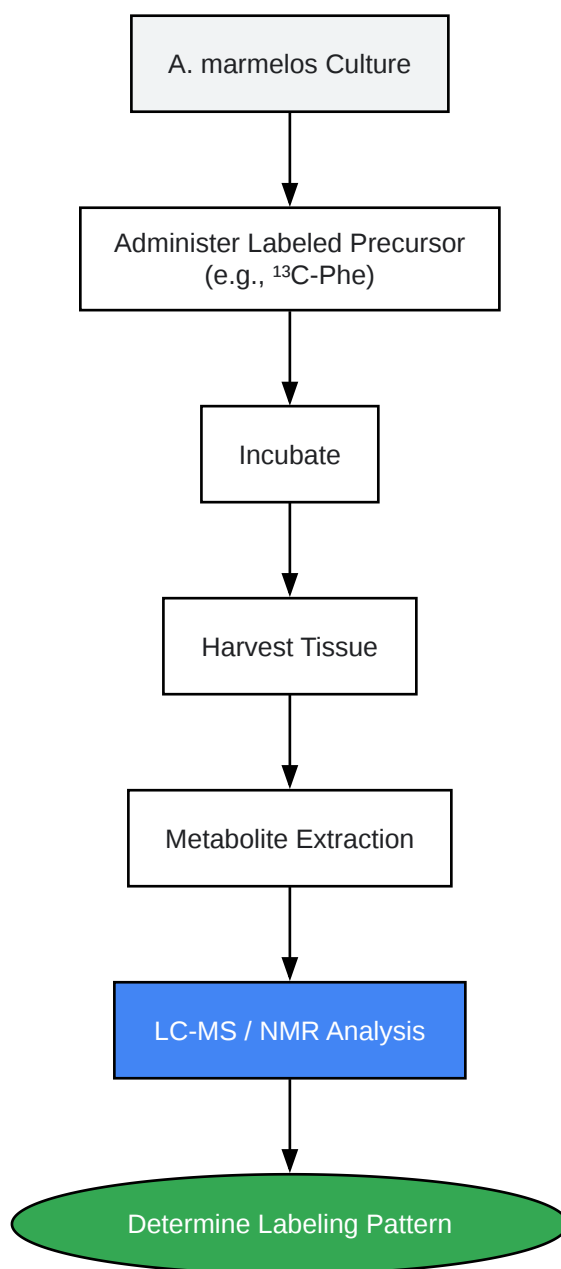 A. marmelos Culture
Administer Labeled Precursor
(e.g., ¹³C-Phe)
Incubate
Harvest Tissue
Metabolite Extraction
LC-MS / NMR Analysis
Determine Labeling Pattern